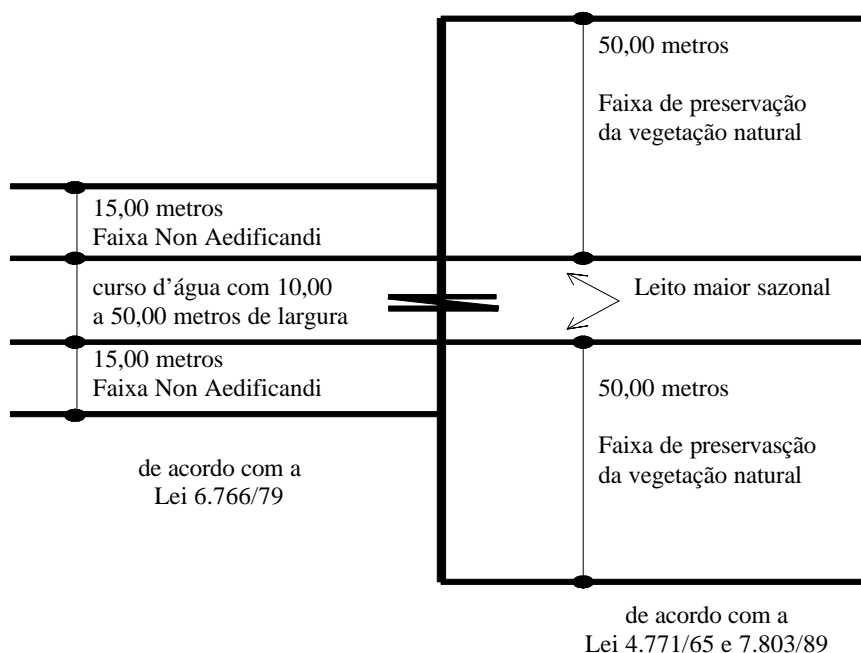 50,00 metros
Faixa de preservação
da vegetação natural
15,00 metros
Faixa Non Aedificandi
curso d'água com 10,00
a 50,00 metros de largura
Leito maior sazonal
15,00 metros
Faixa Non Aedificandi
50,00 metros
Faixa de preservasção
da vegetação natural
de acordo com a
Lei 6.766/79
de acordo com a
Lei 4.771/65 e 7.803/89